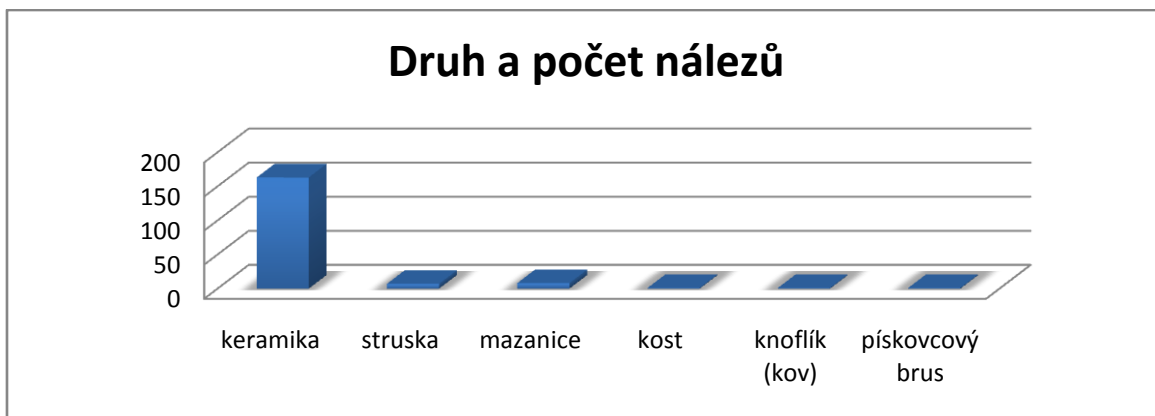 Druh a počet nálezů
200
150
100
50
0
keramika struska mazanice kost knoflík (kov) pískovcový brus